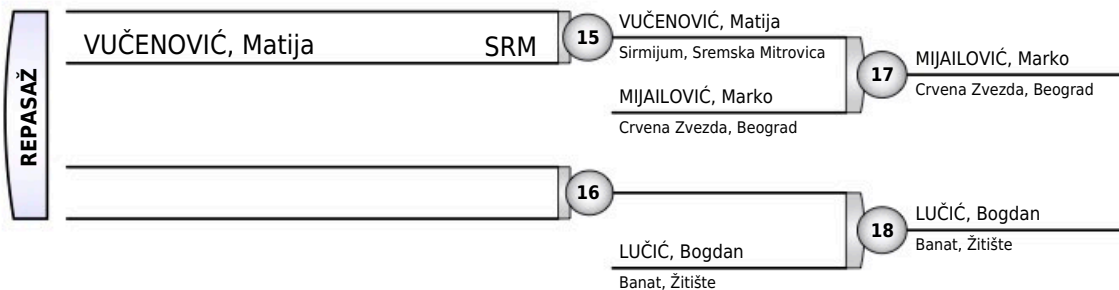 REPASAŽ
VUČENOVIĆ, Matija SRM
15
VUČENOVIĆ, Matija
Sirmijum, Sremska Mitrovica
MIJAILOVIĆ, Marko
Crvena Zvezda, Beograd
17
MIJAILOVIĆ, Marko
Crvena Zvezda, Beograd
16
LUČIĆ, Bogdan
Banat, Žitište
18
LUČIĆ, Bogdan
Banat, Žitište